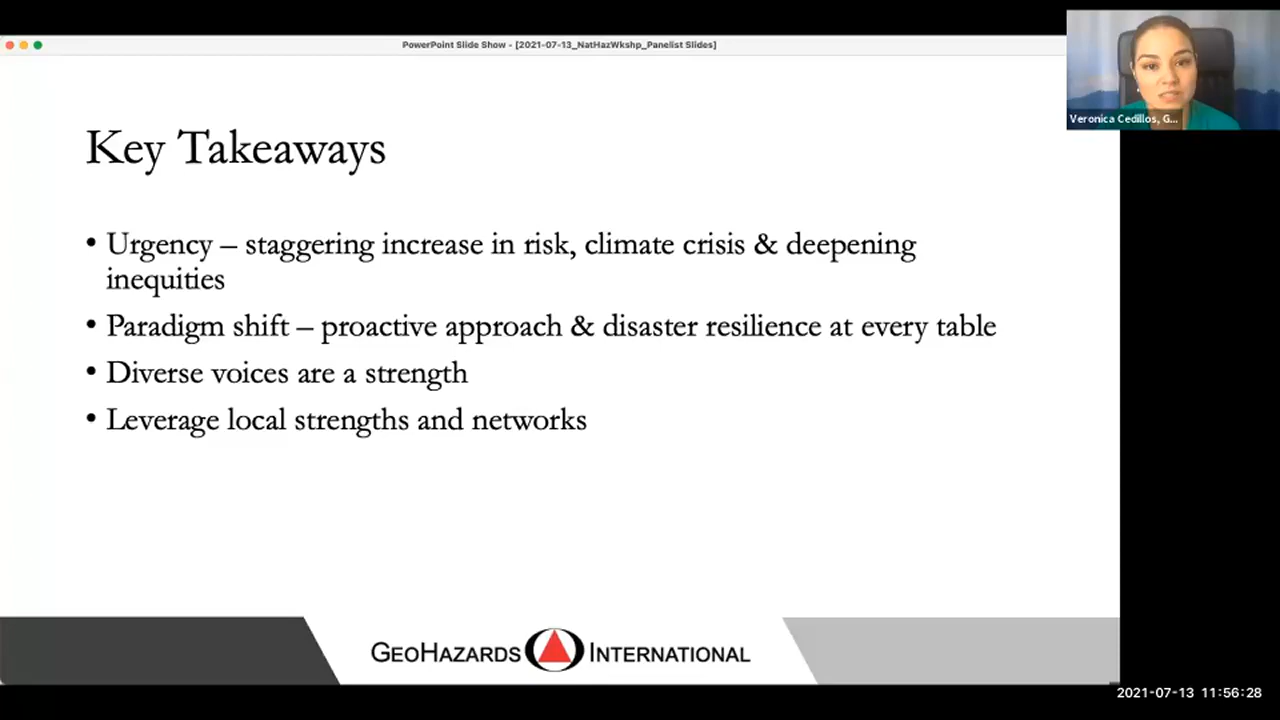 PowerPoint Slide Show - [2021-07-13_NatHazWkshp_Panelist Slides]
Veronica Cedillos, G...
Key Takeaways
• Urgency – staggering increase in risk, climate crisis & deepening
inequities
• Paradigm shift – proactive approach & disaster resilience at every table
• Diverse voices are a strength
• Leverage local strengths and networks
GEOHAZARDS INTERNATIONAL
2021-07-13 11:56:28